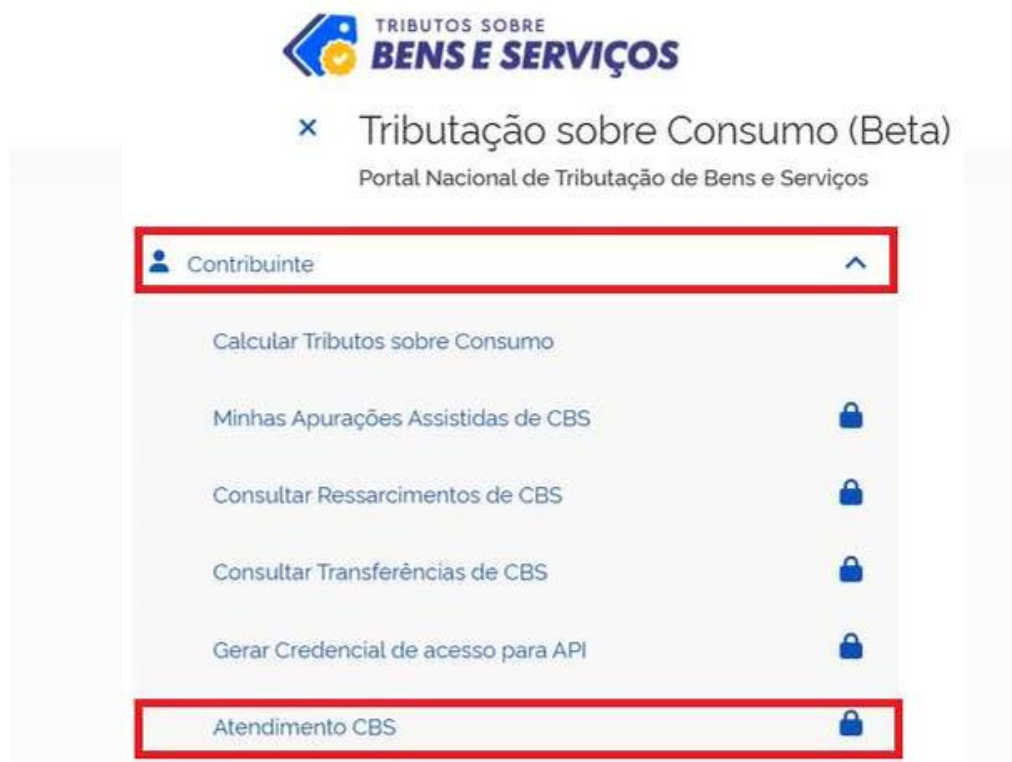 TRIBUTOS SOBRE
BENS E SERVIÇOS
Tributação sobre Consumo (Beta)
Portal Nacional de Tributação de Bens e Serviços
Contribuinte
Calcular Tributos sobre Consumo
Minhas Apurações Assistidas de CBS
Consultar Ressarcimentos de CBS
Consultar Transferências de CBS
Gerar Credencial de acesso para API
Atendimento CBS